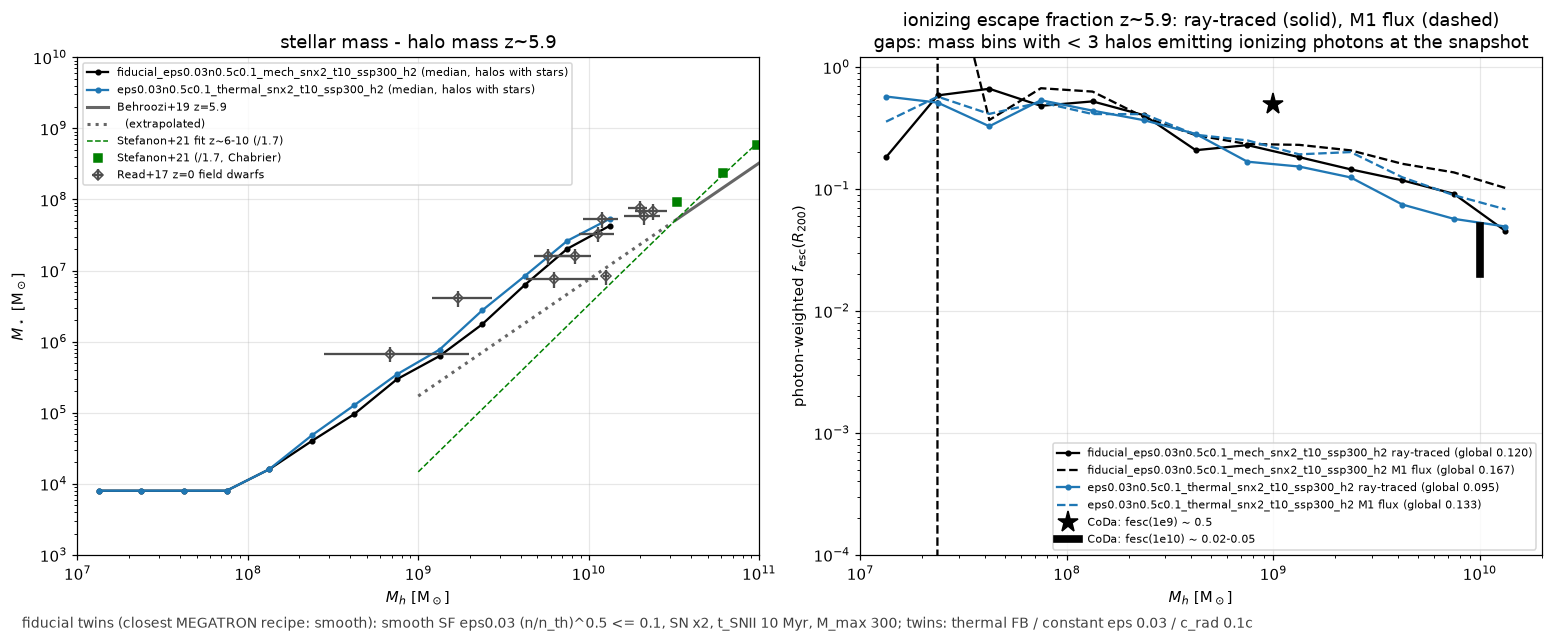 stellar mass - halo mass z~5.9
fiducial_eps0.03n0.5c0.1_mech_snx2_t10_ssp300_h2 (median, halos with stars)
eps0.03n0.5c0.1_thermal_snx2_t10_ssp300_h2 (median, halos with stars)
Behroozi+19 z=5.9
(extrapolated)
Stefanon+21 fit z~6-10 (/1.7)
Stefanon+21 (/1.7, Chabrier)
Read+17 z=0 field dwarfs
M⋆ [M⊙]
10^10
10^9
10^8
10^7
10^6
10^5
10^4
10^3
10^7 10^8 10^9 10^10 10^11
M_h [M⊙]
ionizing escape fraction z~5.9: ray-traced (solid), M1 flux (dashed)
gaps: mass bins with < 3 halos emitting ionizing photons at the snapshot
photon-weighted f_esc(R_200)
10^0
10^-1
10^-2
10^-3
10^-4
fiducial_eps0.03n0.5c0.1_mech_snx2_t10_ssp300_h2 ray-traced (global 0.120)
fiducial_eps0.03n0.5c0.1_mech_snx2_t10_ssp300_h2 M1 flux (global 0.167)
eps0.03n0.5c0.1_thermal_snx2_t10_ssp300_h2 ray-traced (global 0.095)
eps0.03n0.5c0.1_thermal_snx2_t10_ssp300_h2 M1 flux (global 0.133)
CoDa: fesc(1e9) ~ 0.5
CoDa: fesc(1e10) ~ 0.02-0.05
10^7 10^8 10^9 10^10
M_h [M⊙]
fiducial twins (closest MEGATRON recipe: smooth): smooth SF eps0.03 (n/n_th)^0.5 <= 0.1, SN x2, t_SNII 10 Myr, M_max 300; twins: thermal FB / constant eps 0.03 / c_rad 0.1c